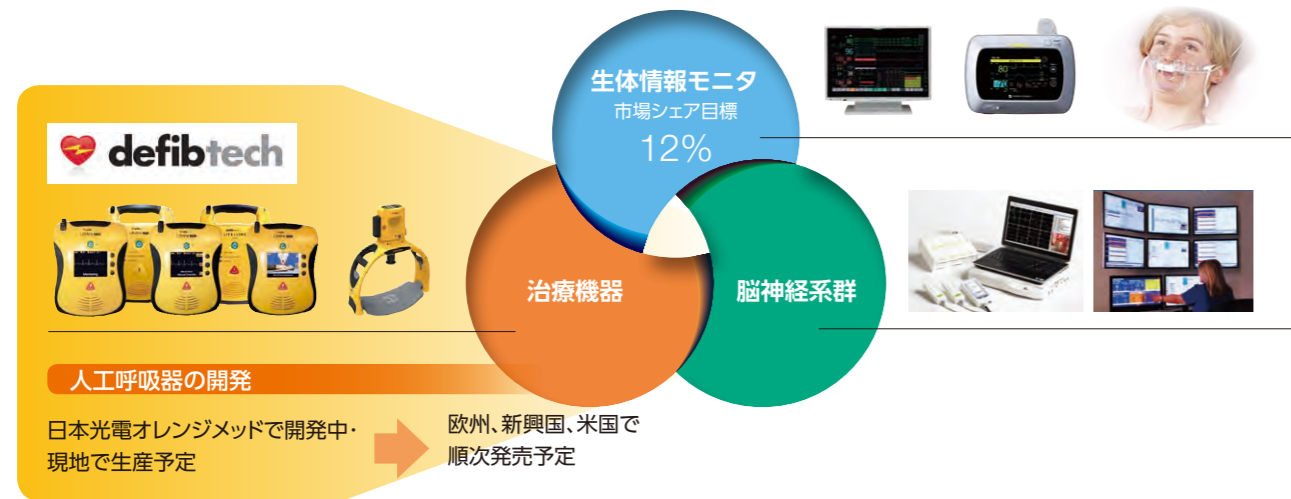 生体情報モニタ
市場シェア目標
12%
defibtech
治療機器
脳神経系群
人工呼吸器の開発
日本光電オレンジメッドで開発中・
現地で生産予定
欧州、新興国、米国で
順次発売予定